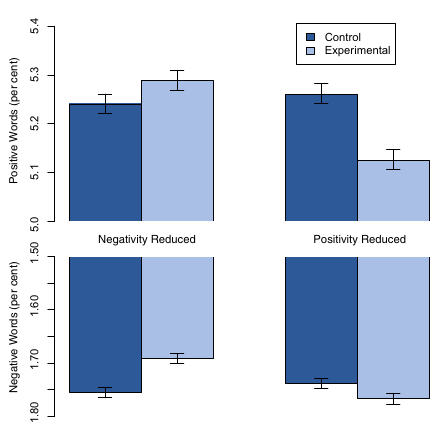 Positive Words (per cent)
5.4
5.3
5.2
5.1
5.0
Control
Experimental
Negativity Reduced
Positivity Reduced
Negative Words (per cent)
1.50
1.60
1.70
1.80